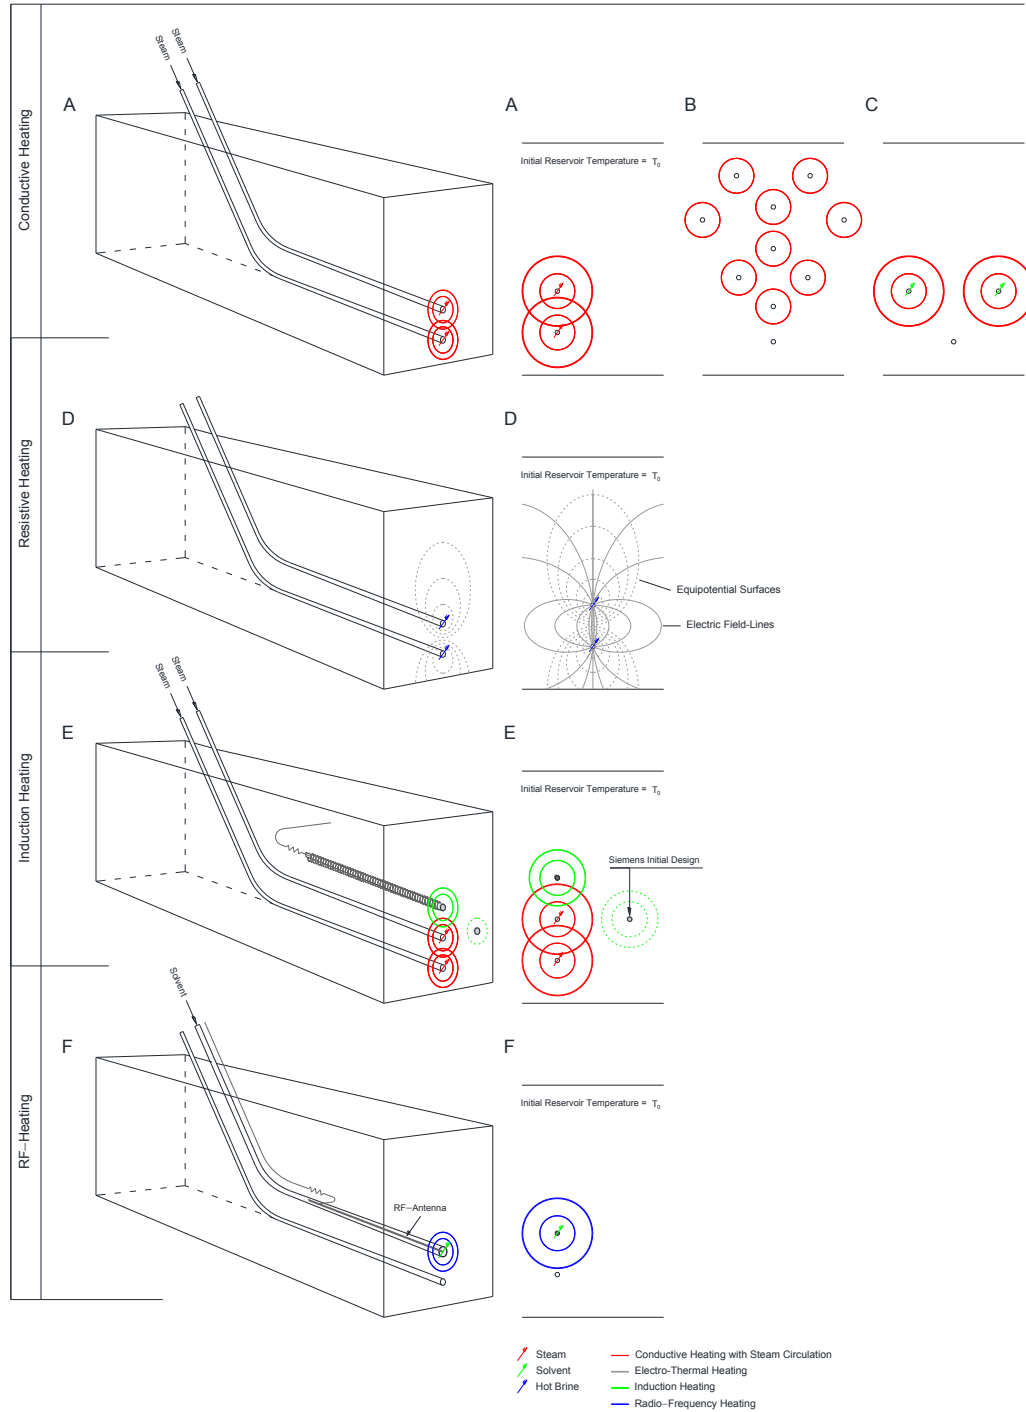 Conductive Heating
A
Steam
Steam
A
Initial Reservoir Temperature = T0
B
C
Resistive Heating
D
D
Initial Reservoir Temperature = T0
Equipotential Surfaces
Electric Field-Lines
Induction Heating
Steam
Steam
E
E
Initial Reservoir Temperature = T0
Siemens Initial Design
RF–Heating
Solvent
F
RF–Antenna
F
Initial Reservoir Temperature = T0
Steam
Solvent
Hot Brine
Conductive Heating with Steam Circulation
Electro-Thermal Heating
Induction Heating
Radio–Frequency Heating